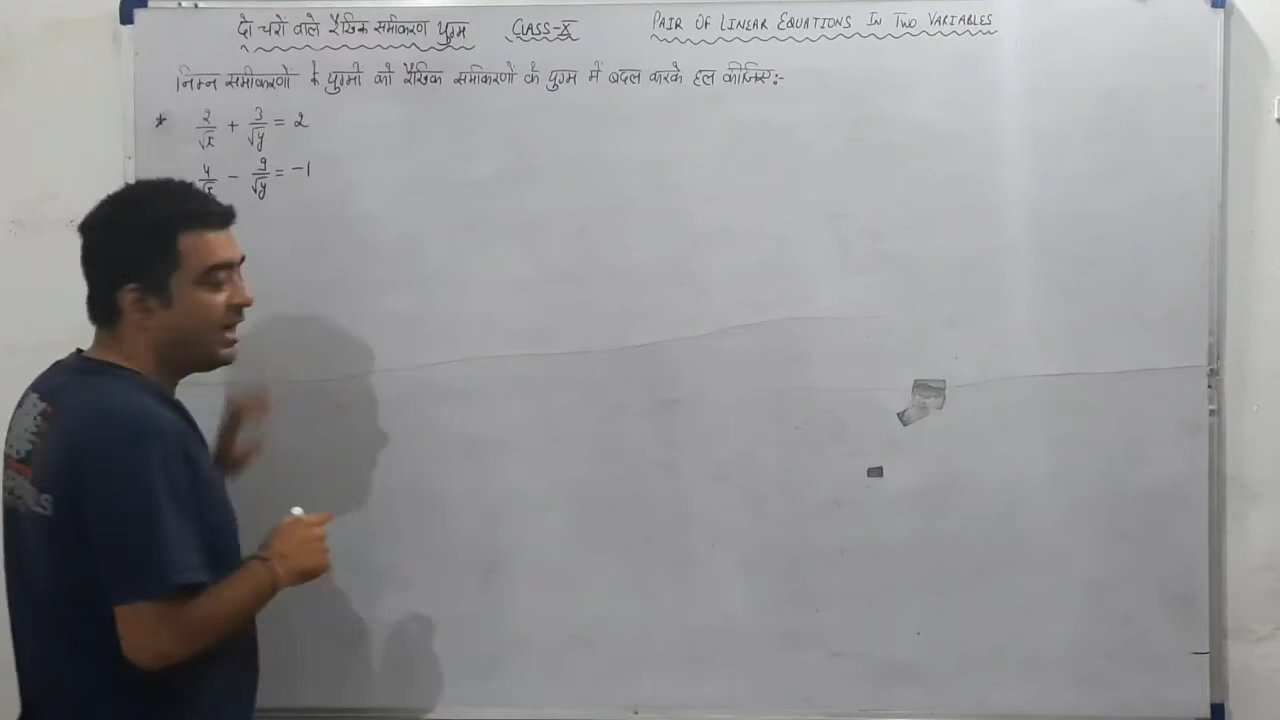 दो चरों वाले रैखिक समीकरण युग्म CLASS-X PAIR OF LINEAR EQUATIONS IN TWO VARIABLES
निम्न समीकरणों के युग्मों को रैखिक समीकरणों के युग्म में बदल करके हल कीजिए:-
* 2/√x + 3/√y = 2
4/√x - 9/√y = -1